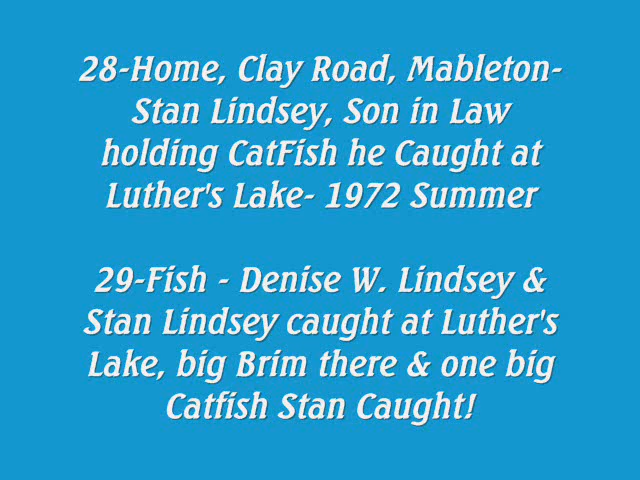 28-Home, Clay Road, Mableton-
Stan Lindsey, Son in Law
holding CatFish he Caught at
Luther's Lake- 1972 Summer
29-Fish - Denise W. Lindsey &
Stan Lindsey caught at Luther's
Lake, big Brim there & one big
Catfish Stan Caught!